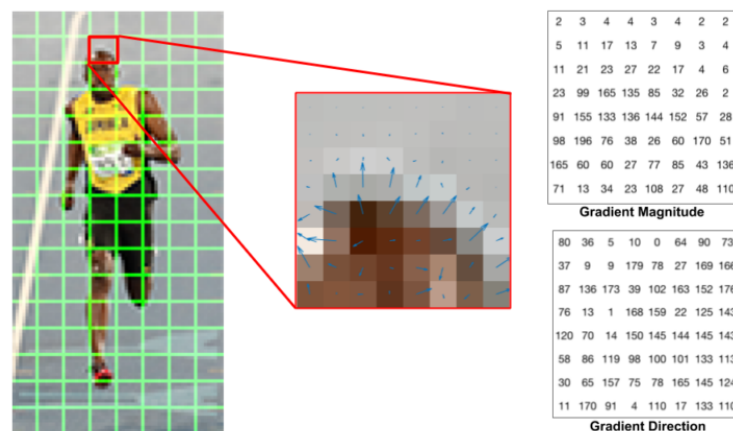 2 3 4 4 3 4 2 2
5 11 17 13 7 9 3 4
11 21 23 27 22 17 4 6
23 99 165 135 85 32 26 2
91 155 133 136 144 152 57 28
98 196 76 38 26 60 170 51
165 60 60 27 77 85 43 136
71 13 34 23 108 27 48 110
Gradient Magnitude
80 36 5 10 0 64 90 73
37 9 9 179 78 27 169 166
87 136 173 39 102 163 152 176
76 13 1 168 159 22 125 143
120 70 14 150 145 144 145 143
58 86 119 98 100 101 133 113
30 65 157 75 78 165 145 124
11 170 91 4 110 17 133 110
Gradient Direction